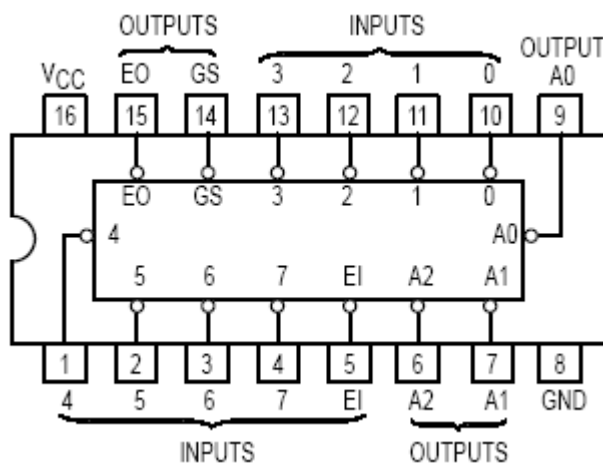 OUTPUTS INPUTS OUTPUT
VCC EO GS 3 2 1 0 A0
16 15 14 13 12 11 10 9
EO GS 3 2 1 0
4 A0
5 6 7 EI A2 A1
1 2 3 4 5 6 7 8
4 5 6 7 EI A2 A1 GND
INPUTS OUTPUTS